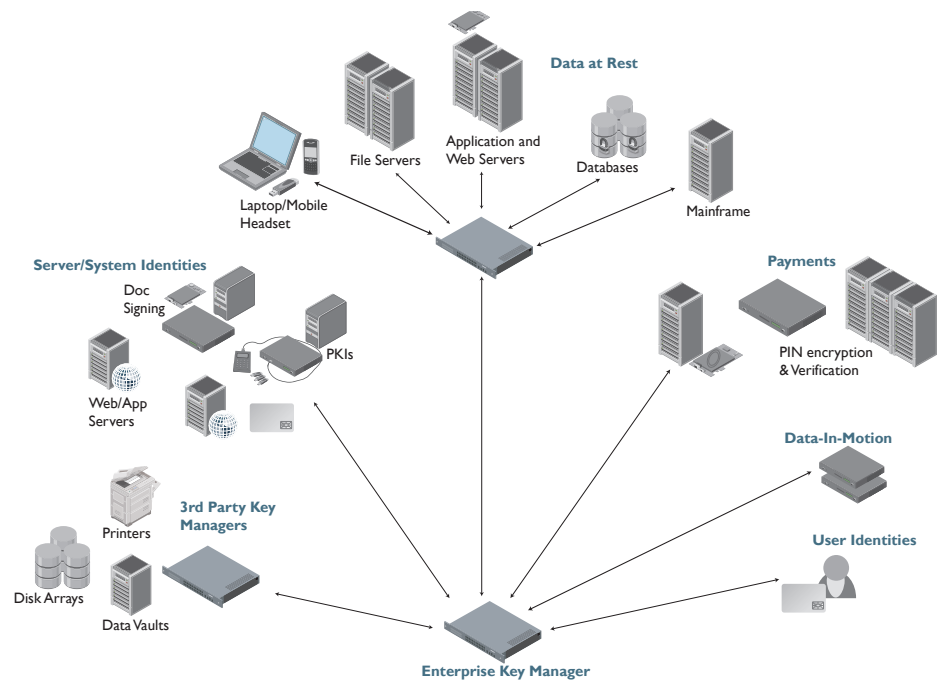 Data at Rest
File Servers
Application and
Web Servers
Databases
Laptop/Mobile
Headset
Mainframe
Server/System Identities
Doc
Signing
PKIs
Web/App
Servers
Payments
PIN encryption
& Verification
Data-In-Motion
3rd Party Key
Managers
Printers
Disk Arrays
Data Vaults
User Identities
Enterprise Key Manager